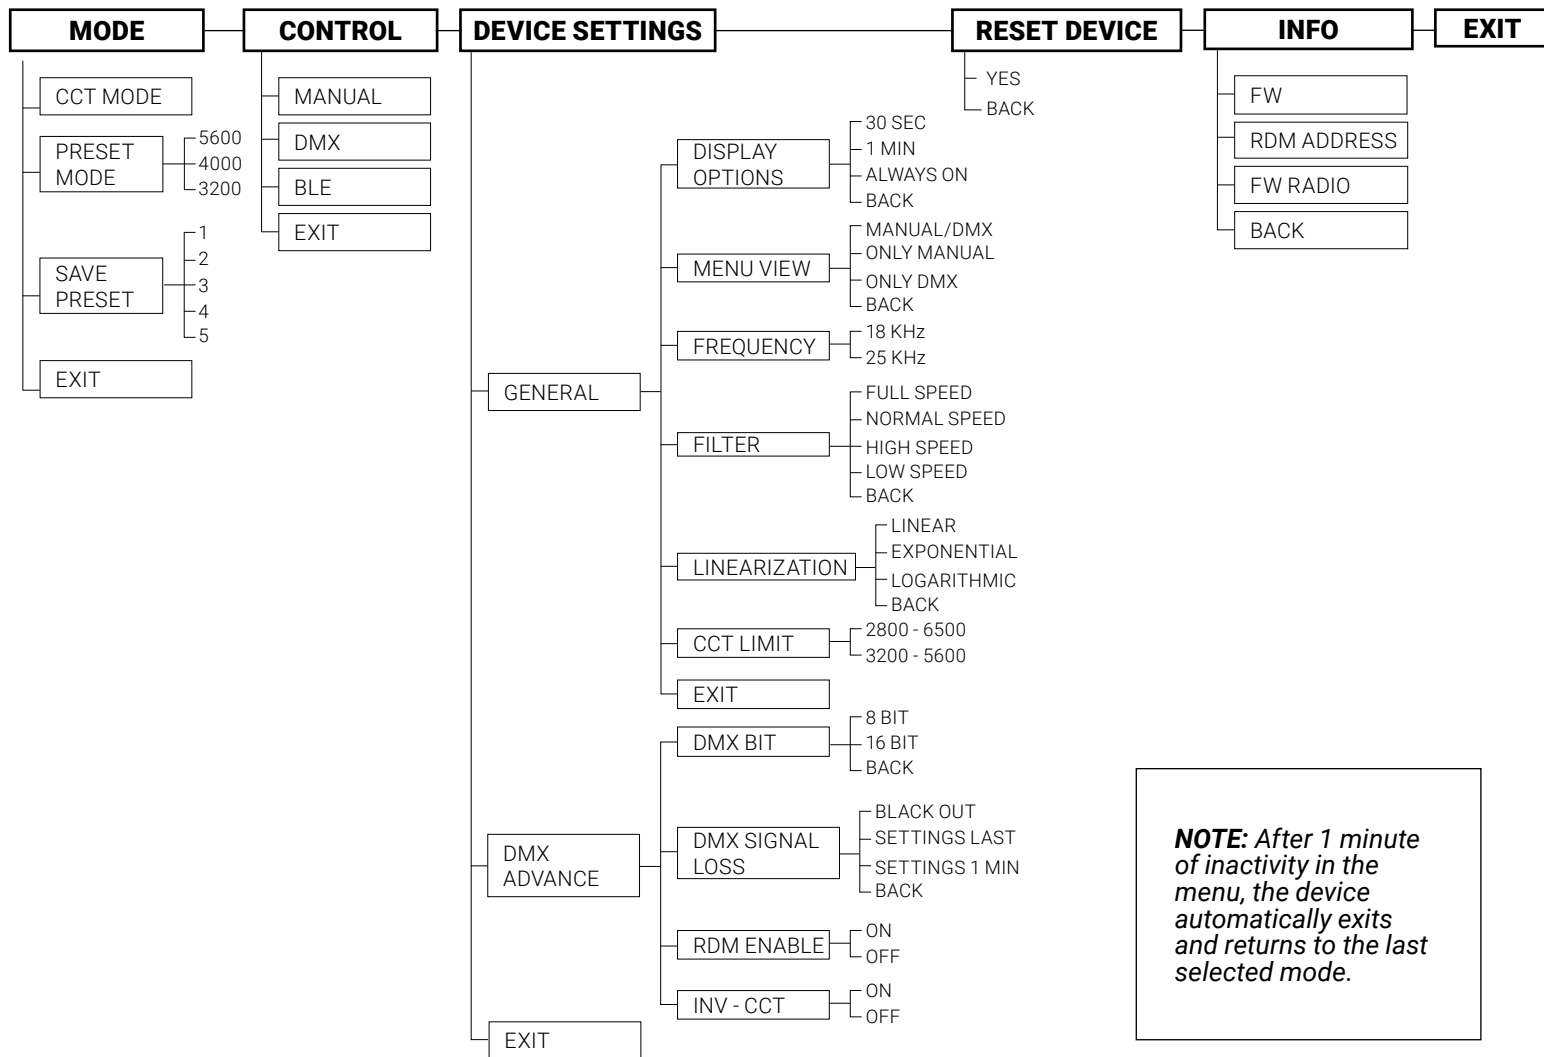 MODE
CONTROL
DEVICE SETTINGS
RESET DEVICE
INFO
EXIT
CCT MODE
PRESET
MODE
5600
4000
3200
SAVE
PRESET
1
2
3
4
5
EXIT
MANUAL
DMX
BLE
EXIT
GENERAL
DISPLAY
OPTIONS
30 SEC
1 MIN
ALWAYS ON
BACK
MENU VIEW
MANUAL/DMX
ONLY MANUAL
ONLY DMX
BACK
FREQUENCY
18 KHz
25 KHz
FILTER
FULL SPEED
NORMAL SPEED
HIGH SPEED
LOW SPEED
BACK
LINEARIZATION
LINEAR
EXPONENTIAL
LOGARITHMIC
BACK
CCT LIMIT
2800 - 6500
3200 - 5600
EXIT
DMX
ADVANCE
DMX BIT
8 BIT
16 BIT
BACK
DMX SIGNAL
LOSS
BLACK OUT
SETTINGS LAST
SETTINGS 1 MIN
BACK
RDM ENABLE
ON
OFF
INV - CCT
ON
OFF
EXIT
YES
BACK
FW
RDM ADDRESS
FW RADIO
BACK
NOTE: After 1 minute
of inactivity in the
menu, the device
automatically exits
and returns to the last
selected mode.